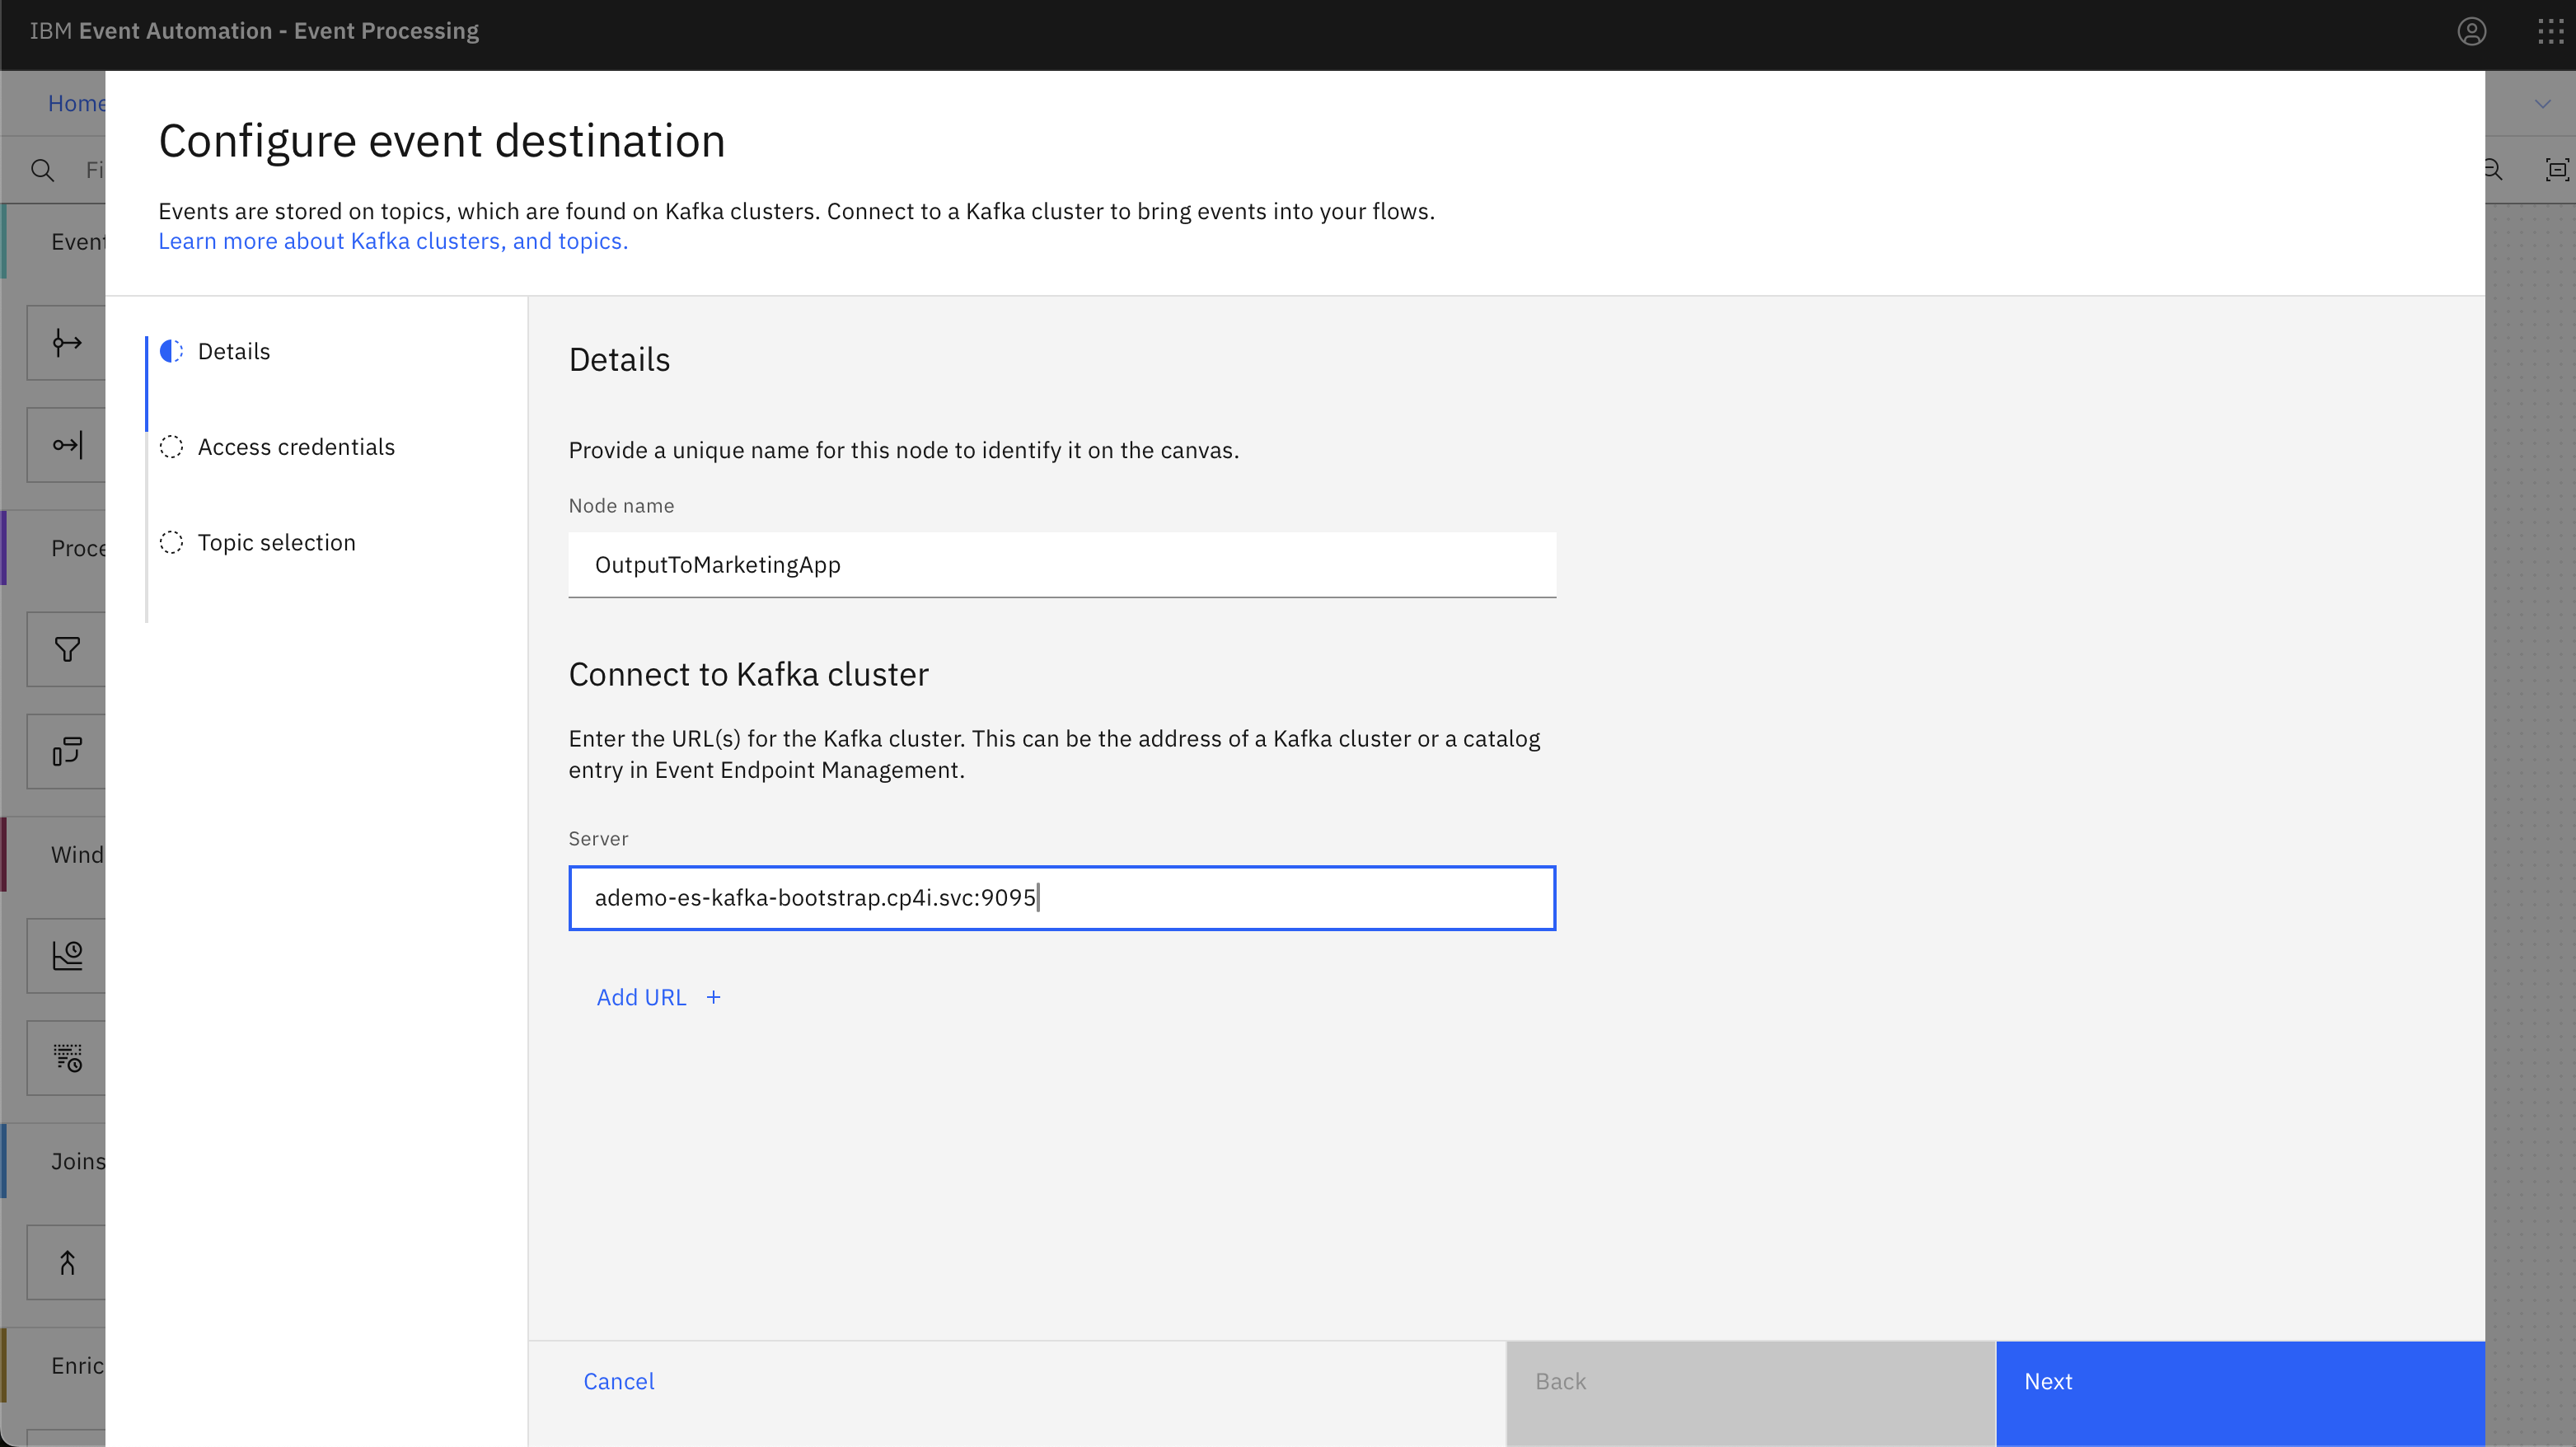 IBM Event Automation - Event Processing
Home
Configure event destination
Fi
Events are stored on topics, which are found on Kafka clusters. Connect to a Kafka cluster to bring events into your flows.
Learn more about Kafka clusters, and topics.
Event
Details
Details
Access credentials
Provide a unique name for this node to identify it on the canvas.
Node name
Topic selection
Proce
OutputToMarketingApp
Connect to Kafka cluster
Enter the URL(s) for the Kafka cluster. This can be the address of a Kafka cluster or a catalog
entry in Event Endpoint Management.
Server
Wind
ademo-es-kafka-bootstrap.cp4i.svc:9095
Add URL +
Joins
Enric
Cancel
Back
Next